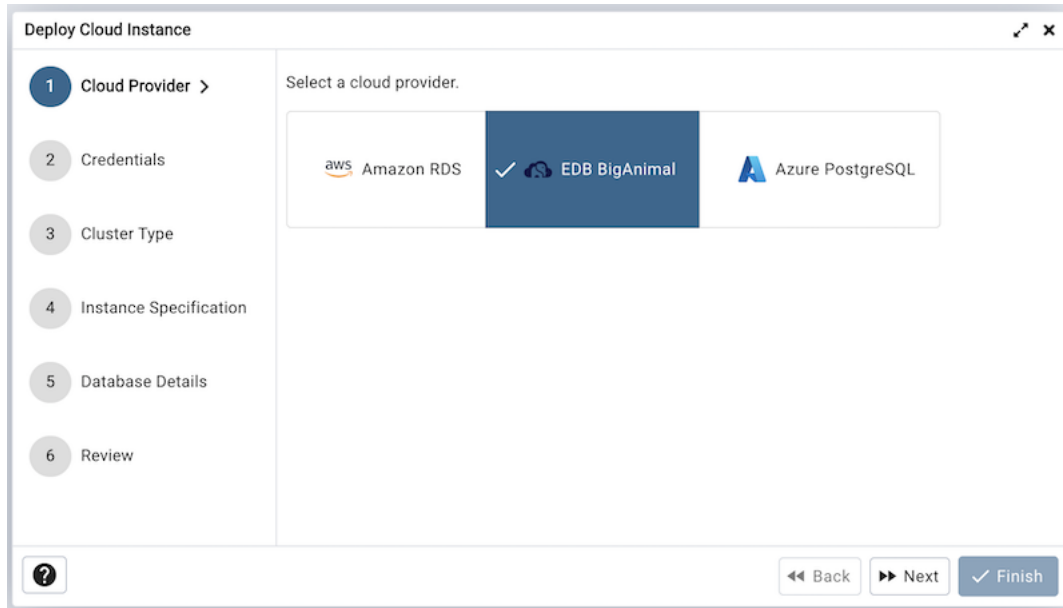 Deploy Cloud Instance
1 Cloud Provider
2 Credentials
3 Cluster Type
4 Instance Specification
5 Database Details
6 Review
Select a cloud provider.
aws Amazon RDS
EDB BigAnimal
Azure PostgreSQL
?
Back
Next
Finish